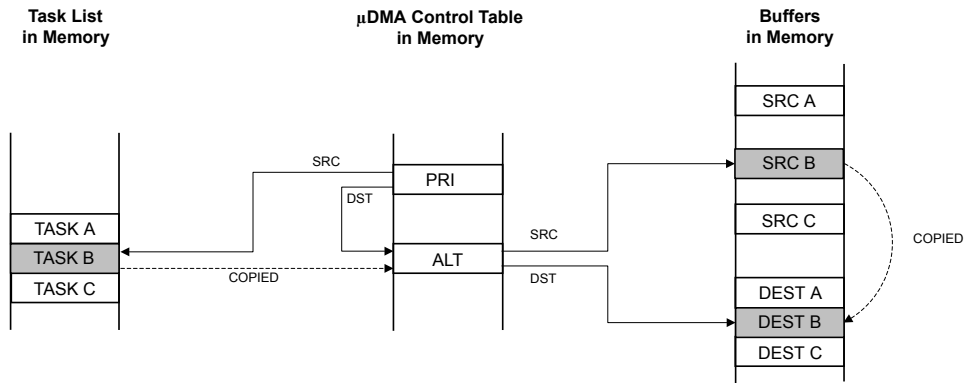 Task List
in Memory
μDMA Control Table
in Memory
Buffers
in Memory
SRC A
SRC
SRC B
PRI
DST
TASK A
SRC C
SRC
COPIED
TASK B
ALT
COPIED
DST
TASK C
DEST A
DEST B
DEST C